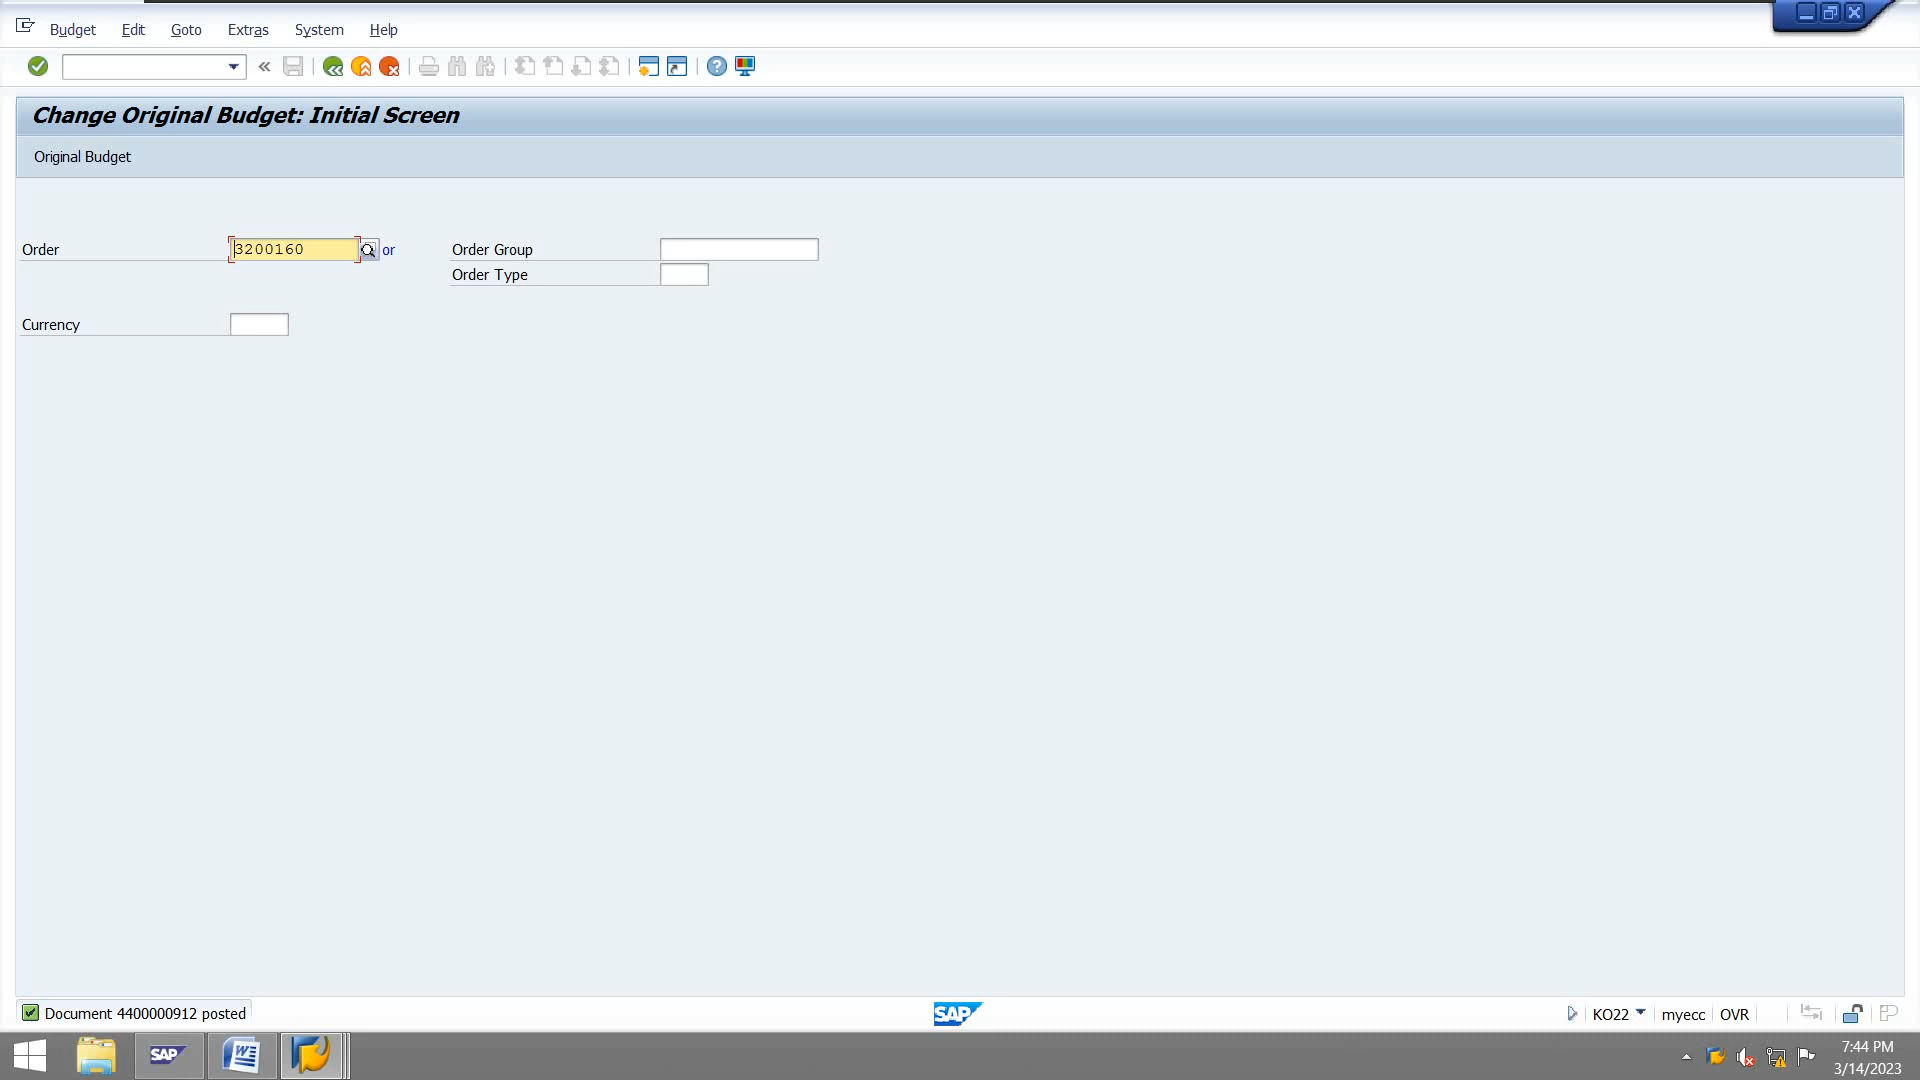 Budget Edit Goto Extras System Help
Change Original Budget: Initial Screen
Original Budget
Order 3200160 or Order Group
Order Type
Currency
Document 4400000912 posted
SAP
KO22 myecc OVR
SAP
7:44 PM
3/14/2023